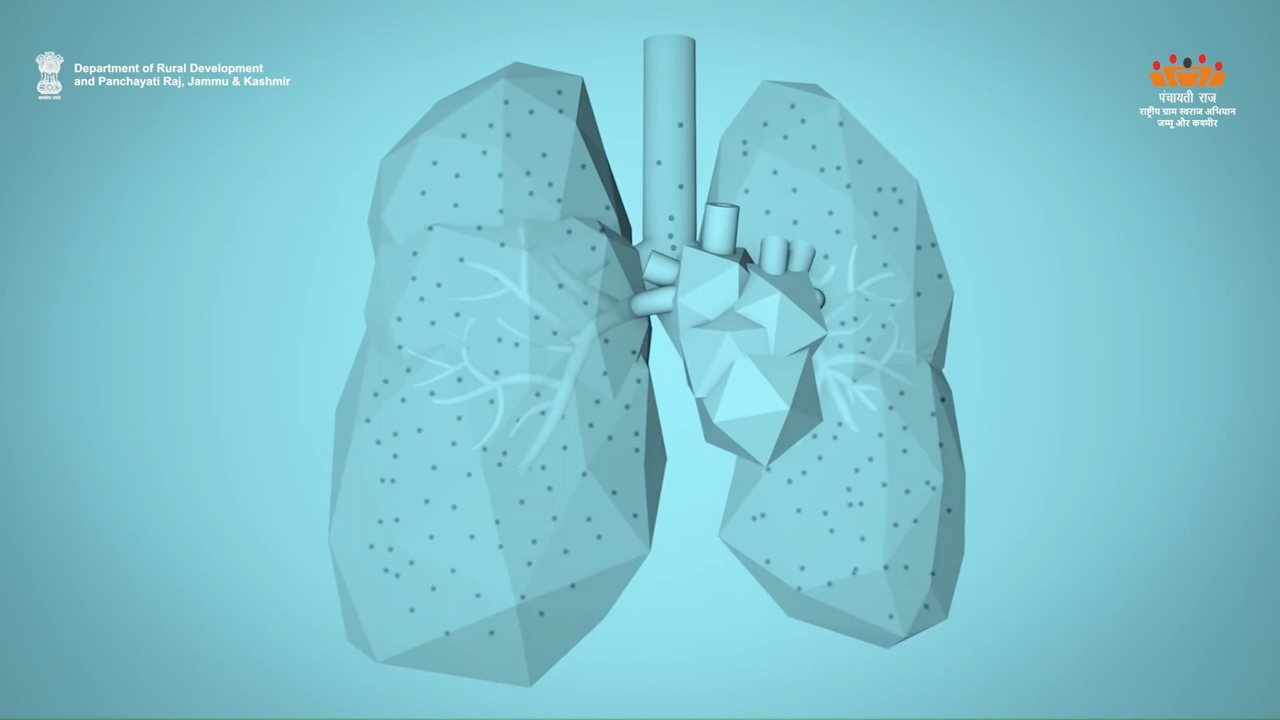 Department of Rural Development
and Panchayati Raj, Jammu & Kashmir
पंचायती राज
राष्ट्रीय ग्राम स्वराज अभियान
जम्मू और कश्मीर